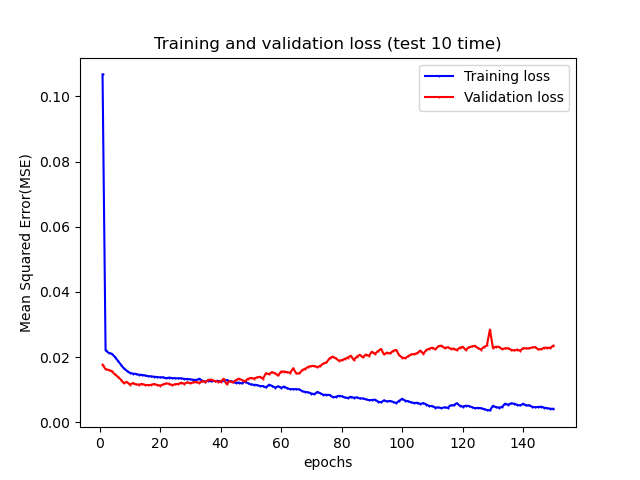 Training and validation loss (test 10 time)
Training loss
Validation loss
Mean Squared Error(MSE)
0.10
0.08
0.06
0.04
0.02
0.00
0 20 40 60 80 100 120 140
epochs